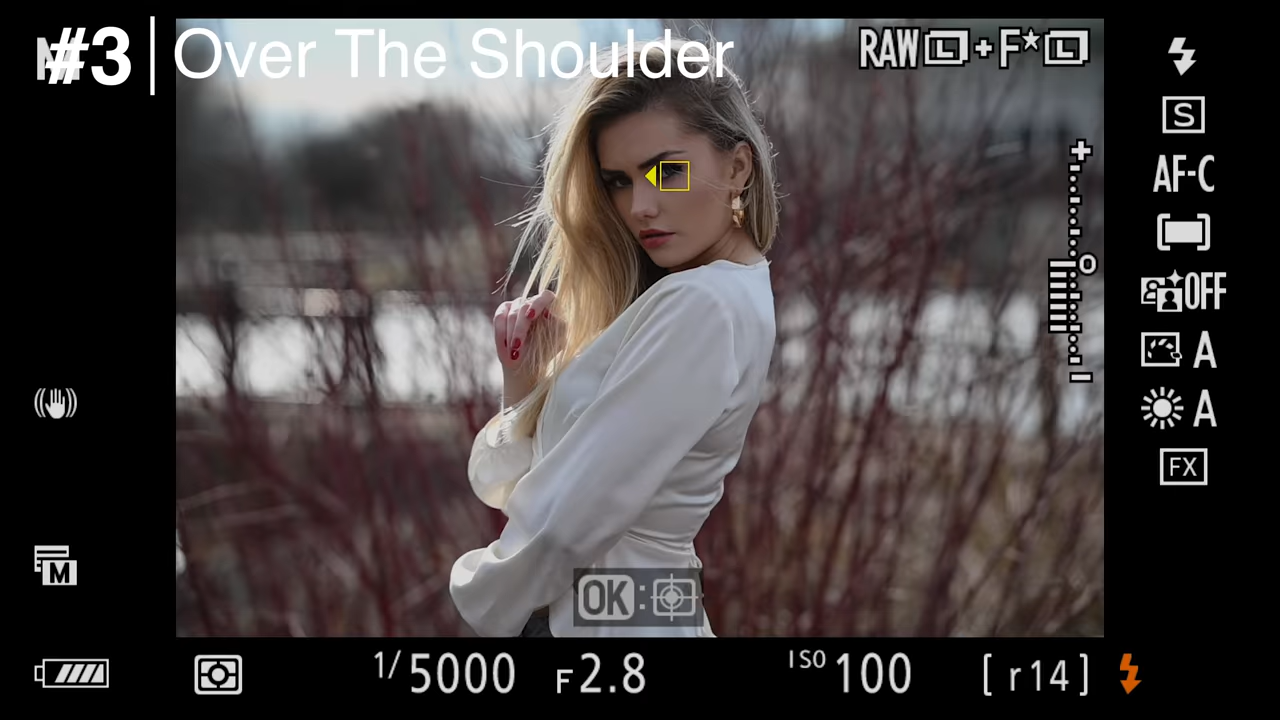 M
#3 | Over The Shoulder
RAW L + F★ L
S
AF-C
OFF
A
A
FX
M
OK :
1/5000 F2.8 ISO 100 [r14]